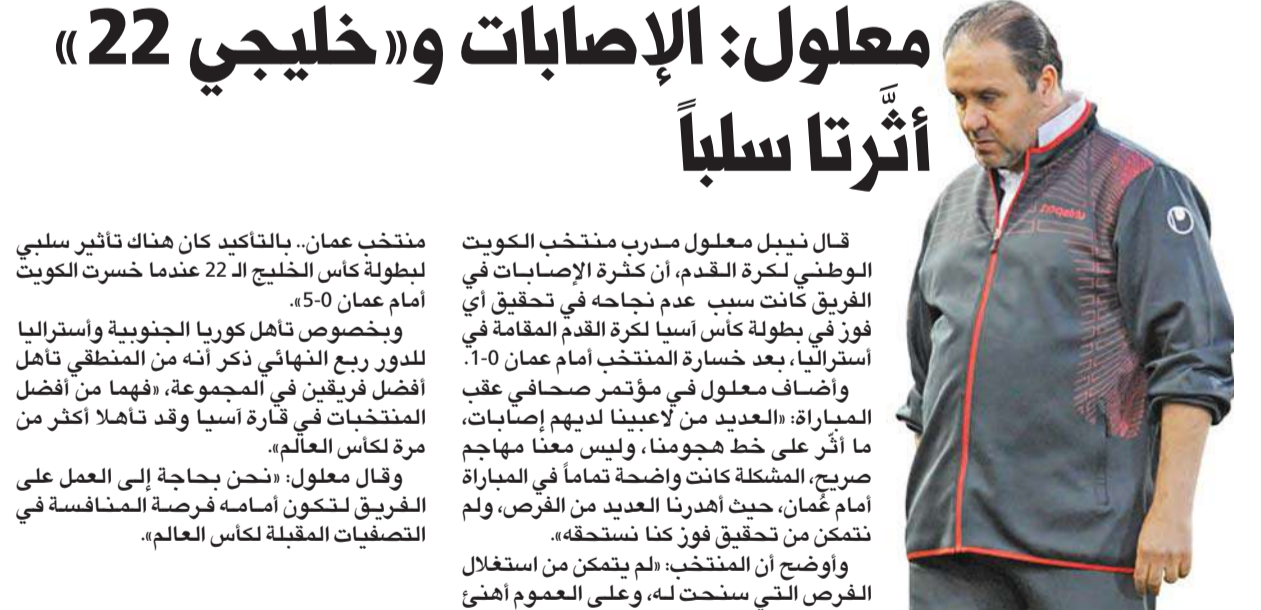 معلول: الإصابات و«خليجي 22»
أثَّرتا سلباً
قـال نـيـبـل مـعـلـول مـدرب منتخب الكويت
الوطني لكرة القدم، أن كثرة الإصابات في
الفريق كانت سبب عدم نجاحه في تحقيق أي
فوز في بطولة كأس آسيا لكرة القدم المقامة في
أستراليا، بعد خسارة المنتخب أمام عمان 0-1.
وأضاف معلول في مؤتمر صحافي عقب
المباراة: «العديد من لاعبينا لديهم إصابات،
ما أثّر على خط هجومنا، وليس معنا مهاجم
صريح، المشكلة كانت واضحة تماماً في المباراة
أمام عُمان، حيث أهدرنا العديد من الفرص، ولم
نتمكن من تحقيق فوز كنا نستحقه».
وأوضح أن المنتخب: «لم يتمكن من استغلال
الفرص التي سنحت له، وعلى العموم أهنئ
منتخب عمان.. بالتأكيد كان هناك تأثير سلبي
لبطولة كأس الخليج الـ 22 عندما خسرت الكويت
أمام عمان 0-5».
وبخصوص تأهل كوريا الجنوبية وأستراليا
للدور ربع النهائي ذكر أنه من المنطقي تأهل
أفضل فريقين في المجموعة، «فهما من أفضل
المنتخبات في قارة آسيا وقد تأهلا أكثر من
مرة لكأس العالم».
وقال معلول: «نحن بحاجة إلى العمل على
الفريق لتكون أمامه فرصة المنافسة في
التصفيات المقبلة لكأس العالم».